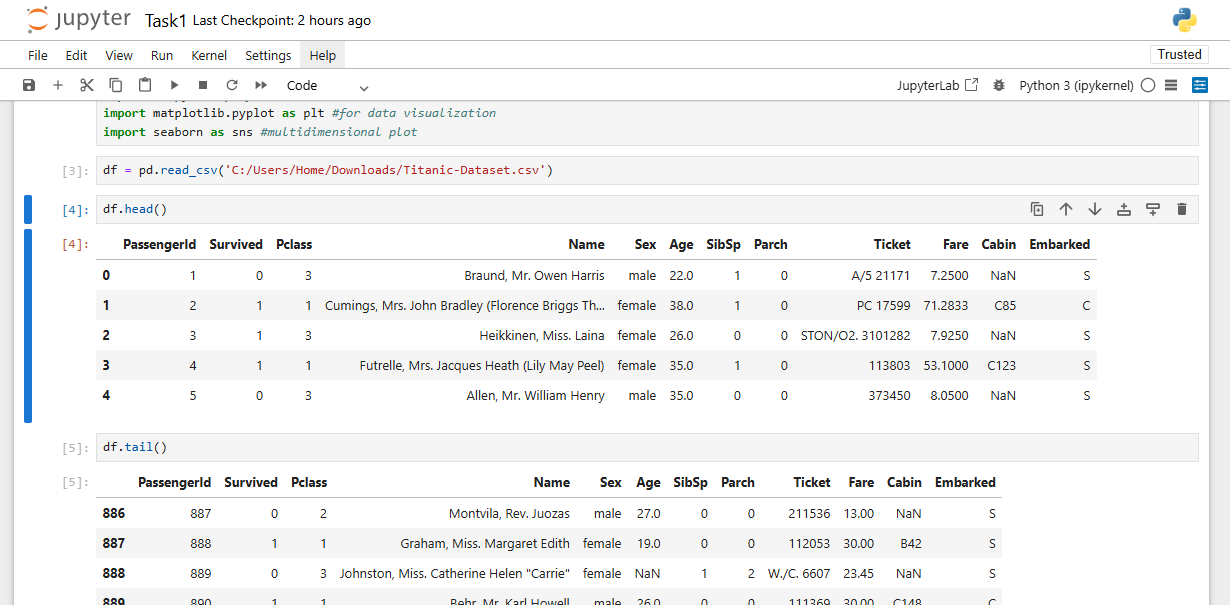 jupyter Task1 Last Checkpoint: 2 hours ago
File Edit View Run Kernel Settings Help Trusted
Code JupyterLab Python 3 (ipykernel)
import matplotlib.pyplot as plt #for data visualization
import seaborn as sns #multidimensional plot
[3]: df = pd.read_csv('C:/Users/Home/Downloads/Titanic-Dataset.csv')
[4]: df.head()
[4]: PassengerId Survived Pclass Name Sex Age SibSp Parch Ticket Fare Cabin Embarked
0 1 0 3 Braund, Mr. Owen Harris male 22.0 1 0 A/5 21171 7.2500 NaN S
1 2 1 1 Cumings, Mrs. John Bradley (Florence Briggs Th... female 38.0 1 0 PC 17599 71.2833 C85 C
2 3 1 3 Heikkinen, Miss. Laina female 26.0 0 0 STON/O2. 3101282 7.9250 NaN S
3 4 1 1 Futrelle, Mrs. Jacques Heath (Lily May Peel) female 35.0 1 0 113803 53.1000 C123 S
4 5 0 3 Allen, Mr. William Henry male 35.0 0 0 373450 8.0500 NaN S
[5]: df.tail()
[5]: PassengerId Survived Pclass Name Sex Age SibSp Parch Ticket Fare Cabin Embarked
886 887 0 2 Montvila, Rev. Juozas male 27.0 0 0 211536 13.00 NaN S
887 888 1 1 Graham, Miss. Margaret Edith female 19.0 0 0 112053 30.00 B42 S
888 889 0 3 Johnston, Miss. Catherine Helen "Carrie" female NaN 1 2 W./C. 6607 23.45 NaN S
889 890 1 1 Behr, Mr. Karl Howell male 26.0 0 0 111369 30.00 C148 C